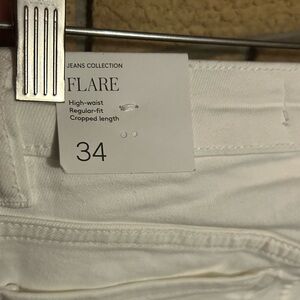 JEANS COLLECTION
FLARE
High-waist
Regular-fit
Cropped length
34